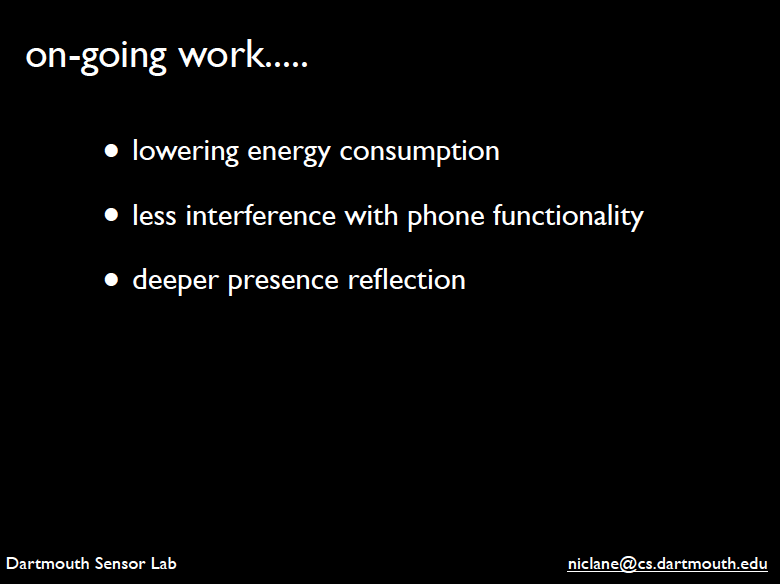 on-going work.....
• lowering energy consumption
• less interference with phone functionality
• deeper presence reflection
Dartmouth Sensor Lab
niclane@cs.dartmouth.edu